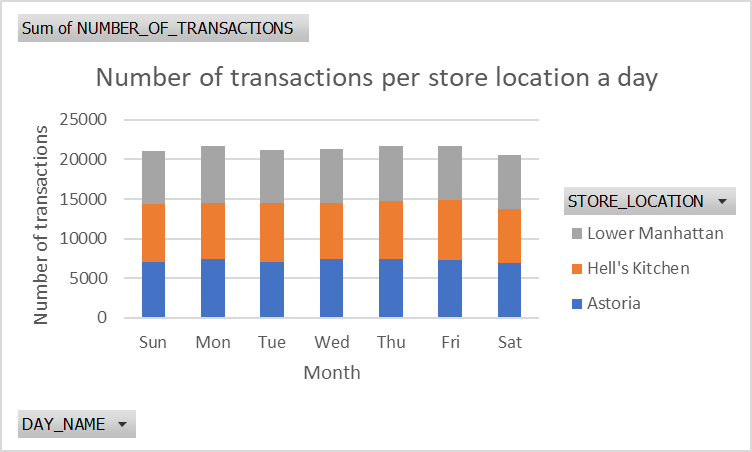 Sum of NUMBER_OF_TRANSACTIONS
Number of transactions per store location a day
Number of transactions
25000
20000
15000
10000
5000
0
Sun Mon Tue Wed Thu Fri Sat
Month
STORE_LOCATION
Lower Manhattan
Hell's Kitchen
Astoria
DAY_NAME